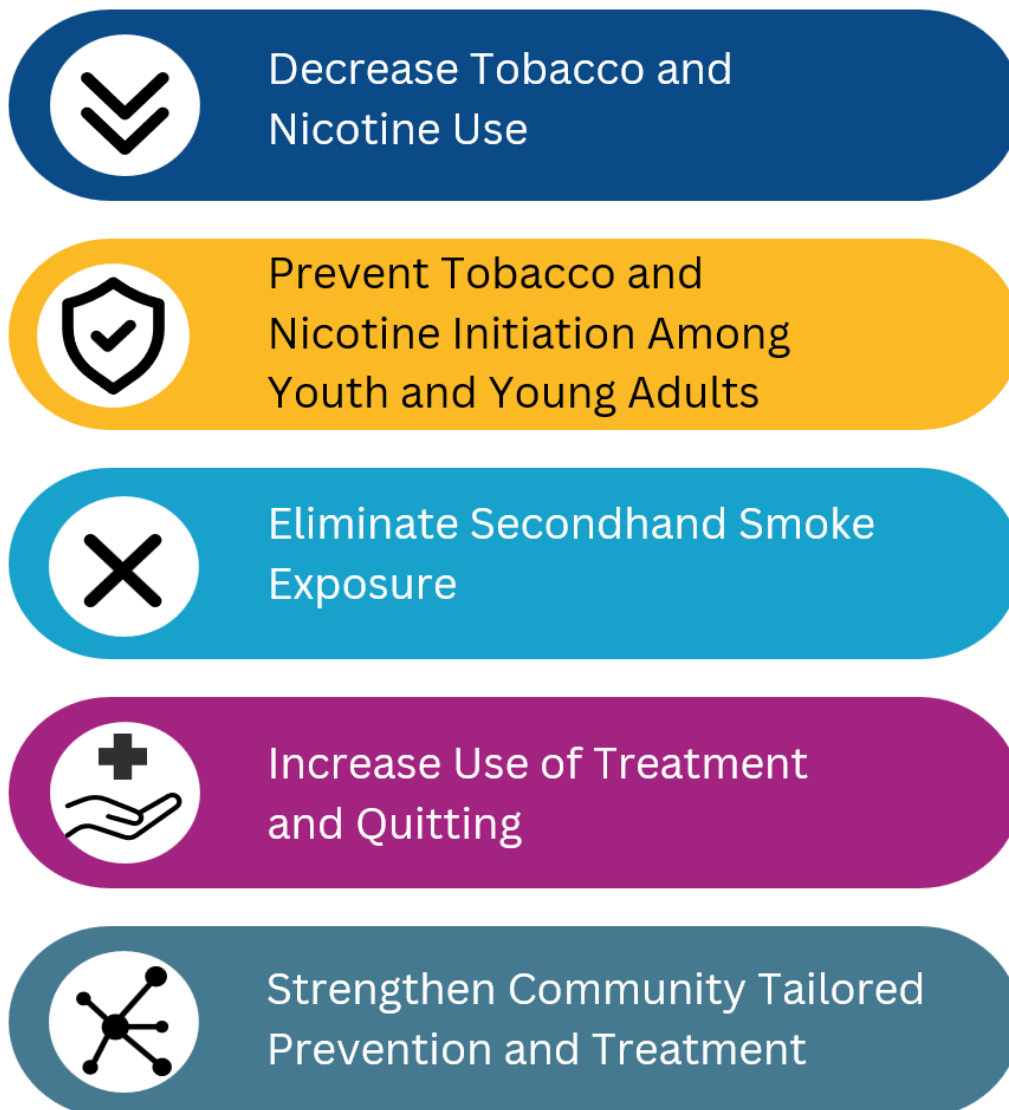 Decrease Tobacco and
Nicotine Use
Prevent Tobacco and
Nicotine Initiation Among
Youth and Young Adults
Eliminate Secondhand Smoke
Exposure
Increase Use of Treatment
and Quitting
Strengthen Community Tailored
Prevention and Treatment